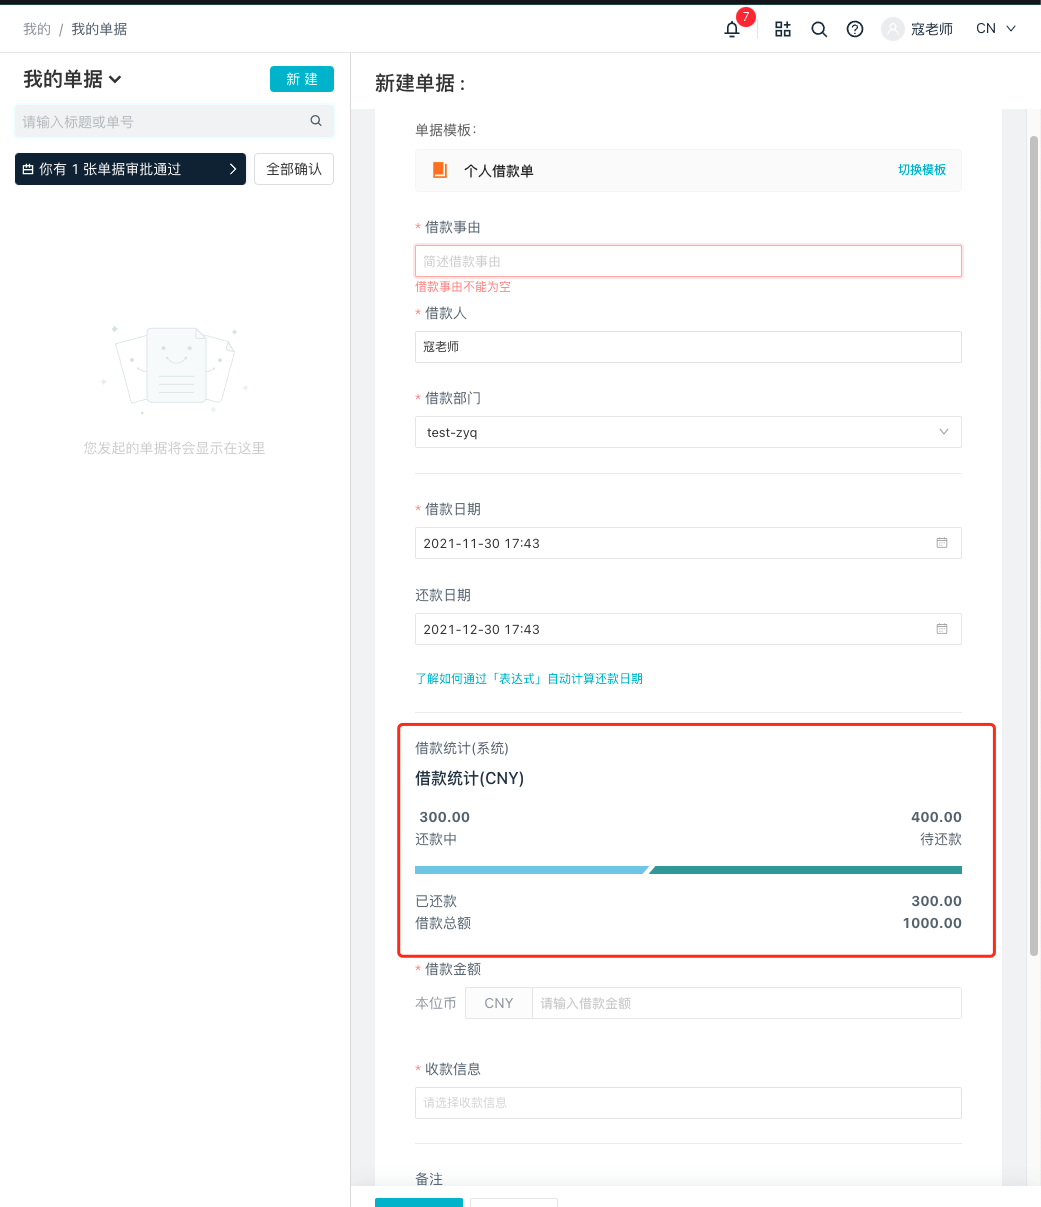 我的 / 我的单据
7
寇老师
CN
我的单据
新 建
请输入标题或单号
你有 1 张单据审批通过
全部确认
您发起的单据将会显示在这里
新建单据 :
单据模板:
个人借款单
切换模板
* 借款事由
简述借款事由
借款事由不能为空
* 借款人
寇老师
* 借款部门
test-zyq
* 借款日期
2021-11-30 17:43
还款日期
2021-12-30 17:43
了解如何通过「表达式」自动计算还款日期
借款统计(系统)
借款统计(CNY)
300.00 400.00
还款中 待还款
已还款 300.00
借款总额 1000.00
* 借款金额
本位币 CNY 请输入借款金额
* 收款信息
请选择收款信息
备注